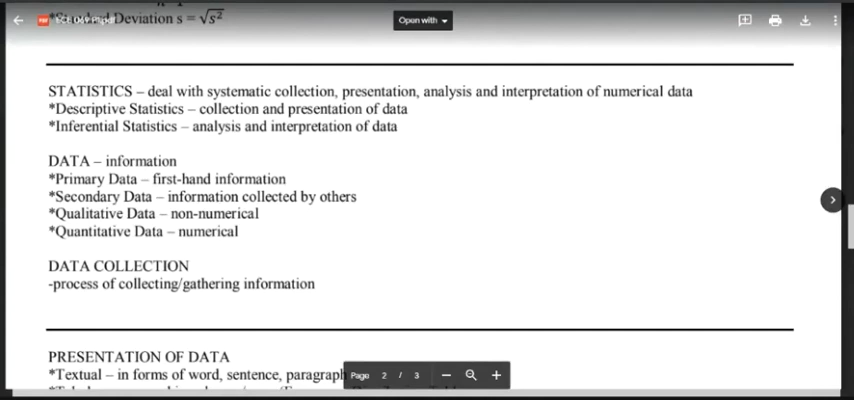 Deviation s = √s²
Open with
STATISTICS – deal with systematic collection, presentation, analysis and interpretation of numerical data
*Descriptive Statistics – collection and presentation of data
*Inferential Statistics – analysis and interpretation of data
DATA – information
*Primary Data – first-hand information
*Secondary Data – information collected by others
*Qualitative Data – non-numerical
*Quantitative Data – numerical
DATA COLLECTION
-process of collecting/gathering information
PRESENTATION OF DATA
*Textual – in forms of word, sentence, paragraph
Page 2 / 3